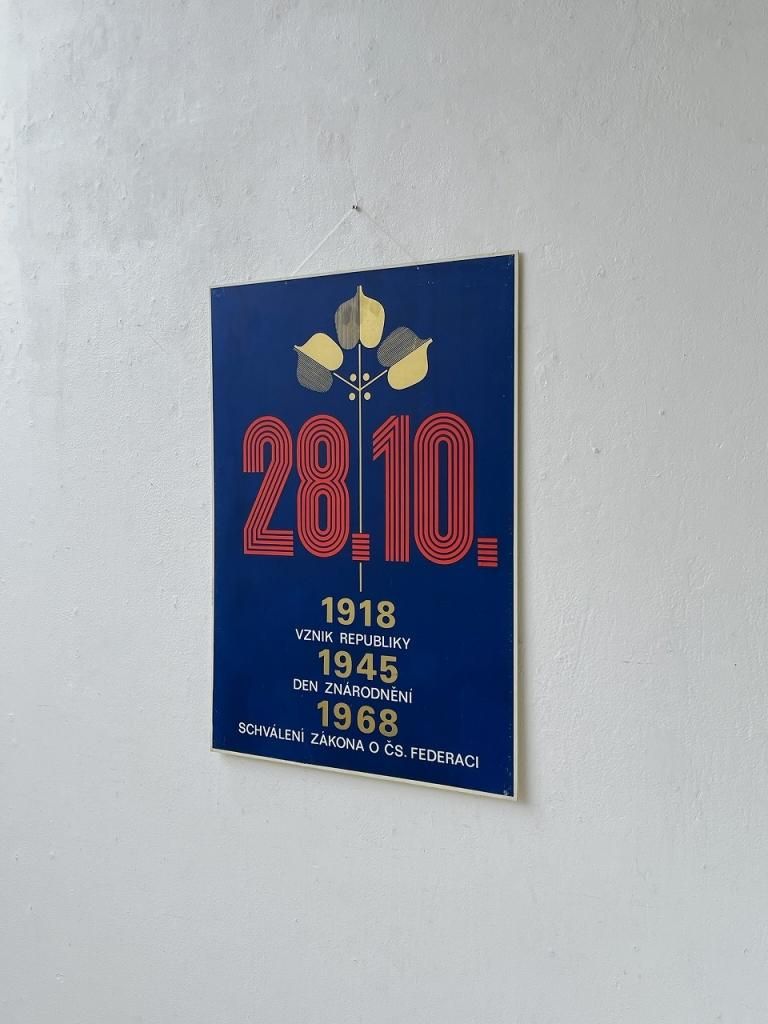 28.10.
1918
VZNIK REPUBLIKY
1945
DEN ZNÁRODNĚNÍ
1968
SCHVÁLENÍ ZÁKONA O ČS. FEDERACI